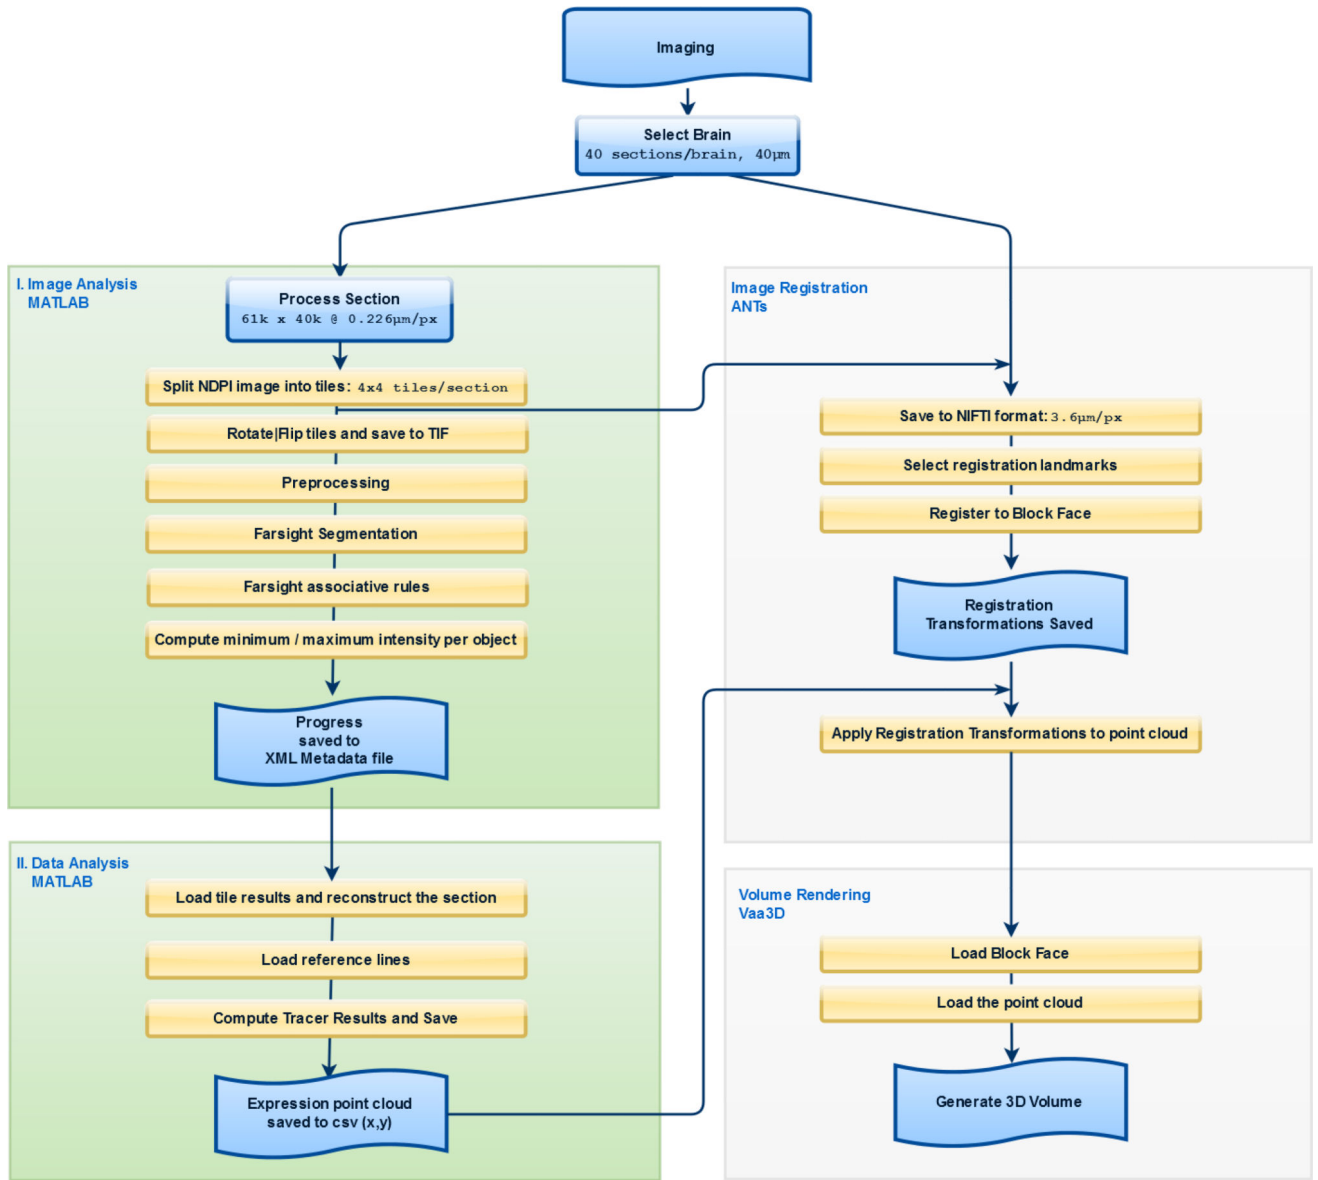 Imaging
Select Brain
40 sections/brain, 40µm
I. Image Analysis
MATLAB
Process Section
61k x 40k @ 0.226µm/px
Split NDPI image into tiles: 4x4 tiles/section
Rotate|Flip tiles and save to TIF
Preprocessing
Farsight Segmentation
Farsight associative rules
Compute minimum / maximum intensity per object
Progress
saved to
XML Metadata file
II. Data Analysis
MATLAB
Load tile results and reconstruct the section
Load reference lines
Compute Tracer Results and Save
Expression point cloud
saved to csv (x,y)
Image Registration
ANTs
Save to NIFTI format: 3.6µm/px
Select registration landmarks
Register to Block Face
Registration
Transformations Saved
Apply Registration Transformations to point cloud
Volume Rendering
Vaa3D
Load Block Face
Load the point cloud
Generate 3D Volume